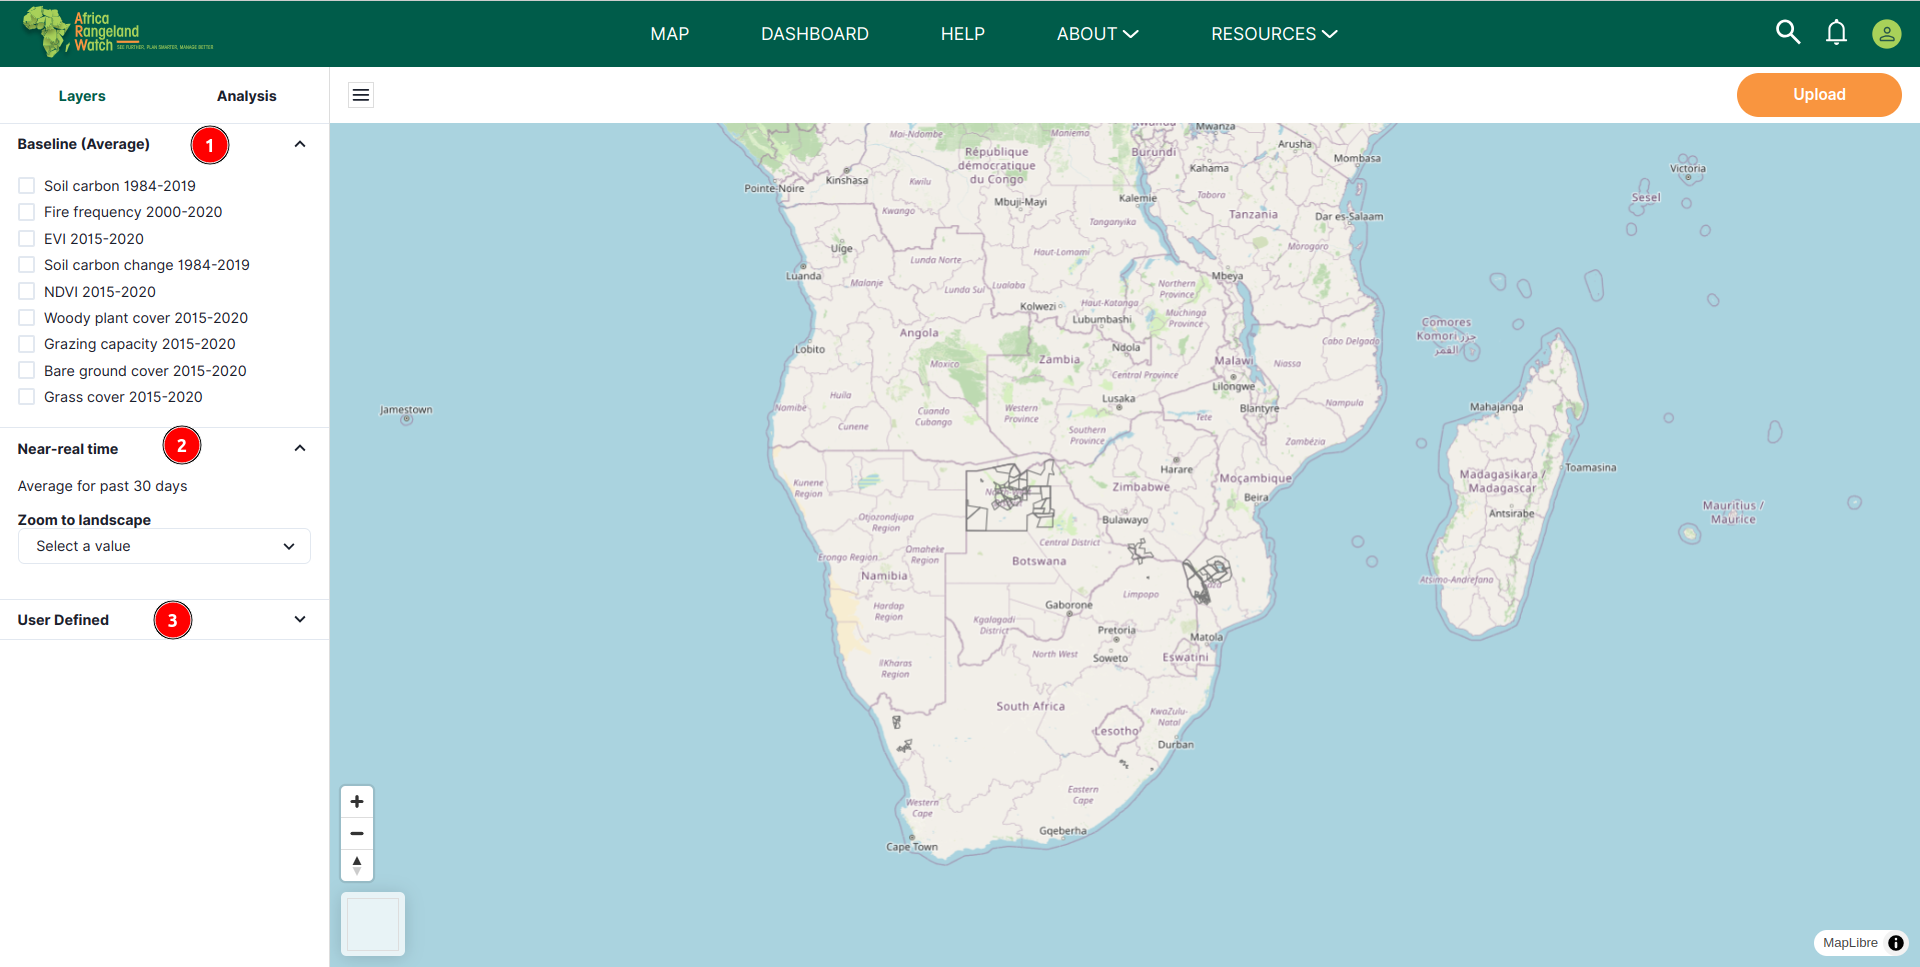 Africa
Rangeland
Watch SEE FURTHER, PLAN SMARTER, MANAGE BETTER
MAP
DASHBOARD
HELP
ABOUT
RESOURCES
Layers
Analysis
Upload
Baseline (Average)
1
Soil carbon 1984-2019
Fire frequency 2000-2020
EVI 2015-2020
Soil carbon change 1984-2019
NDVI 2015-2020
Woody plant cover 2015-2020
Grazing capacity 2015-2020
Bare ground cover 2015-2020
Grass cover 2015-2020
Near-real time
2
Average for past 30 days
Zoom to landscape
Select a value
User Defined
3
Mai-Ndombe
Maniema
Mwanza
République
démocratique
du Congo
Burundi
Arusha
Mombasa
Kahama
Pointe-Noire
Kinshasa
Kwilu
Tabora
Kalemie
Mbuji-Mayi
Kwango
Tanganyika
Tanzania
Dar es-Salaam
Victoria
Sesel
Uíge
Haut-Lomami
Morogoro
Lunda Norte
Luanda
Malanje
Lunda Sul
Lualaba
Mbeya
Northern
Province
Kolwezi
Haut-Katanga
Lubumbashi
Muchinga
Province
Comores
Komori جزر
القمر
Angola
Lobito
Ndola
Cabo Delgado
Moxico
Zambia
Malawi
Niassa
Central Province
Lilongwe
Huíla
Lusaka
Namibe
Cuando
Cubango
Western
Province
Blantyre
Nampula
Mahajanga
Jamestown
Cunene
Southern
Province
Tete
Zambézia
Harare
Kunene
Region
Zimbabwe
Moçambique
Madagasikara /
Madagascar
Toamasina
Beira
Otjozondjupa
Region
Bulawayo
Antsirabe
Mauritius /
Maurice
Central District
Erongo Region
Omaheke
Region
Botswana
Namibia
Atsimo-Andrefana
Limpopo
Hardap
Region
Gaborone
Kgalagadi
District
Pretoria
Matola
North West
Soweto
Eswatini
IlKharas
Region
South Africa
KwaZulu-
Natal
Lesotho
Durban
Eastern
Cape
Western
Cape
Gqeberha
Cape Town
MapLibre